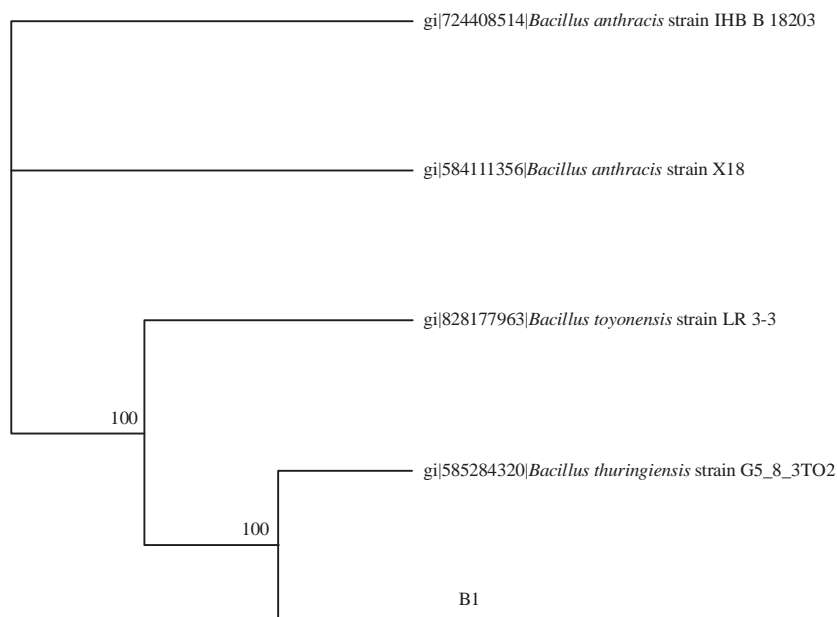 gi|724408514|Bacillus anthracis strain IHB B 18203
gi|584111356|Bacillus anthracis strain X18
gi|828177963|Bacillus toyonensis strain LR 3-3
100
gi|585284320|Bacillus thuringiensis strain G5_8_3TO2
100
B1